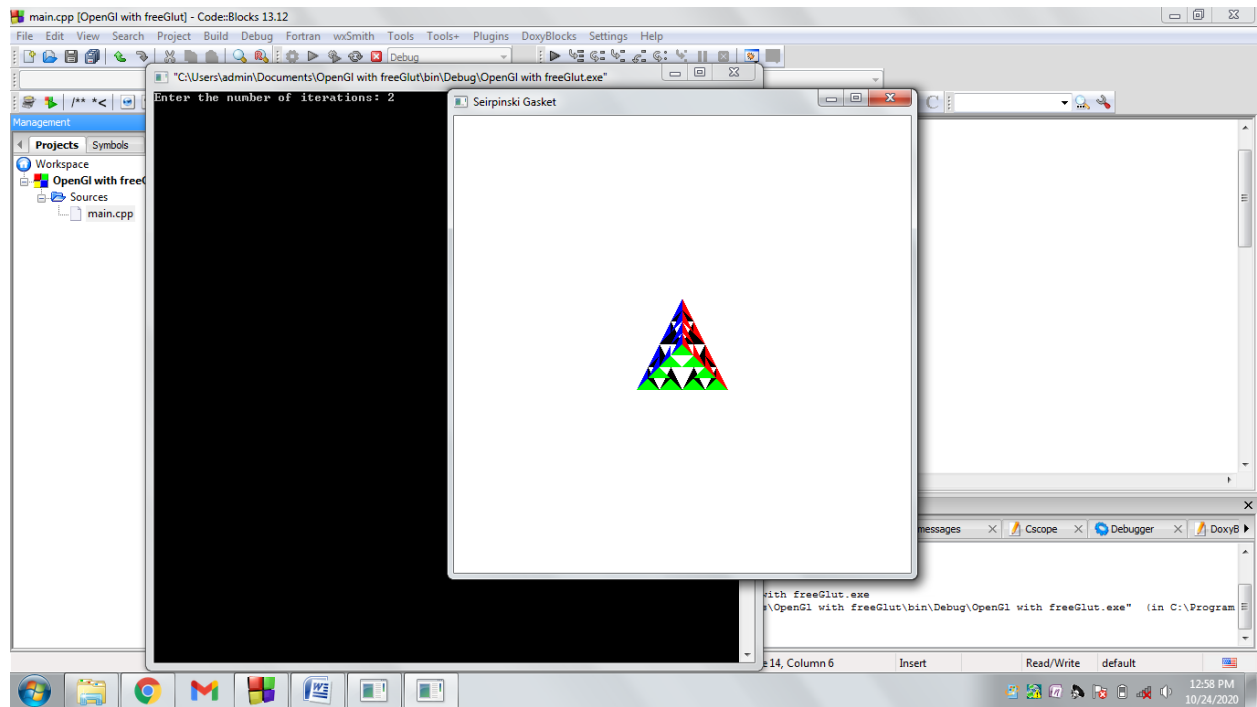 main.cpp [OpenGl with freeGlut] - Code::Blocks 13.12
File Edit View Search Project Build Debug Fortran wxSmith Tools Tools+ Plugins DoxyBlocks Settings Help
Debug
"C:\Users\admin\Documents\OpenGl with freeGlut\bin\Debug\OpenGl with freeGlut.exe"
Enter the number of iterations: 2
Seirpinski Gasket
/** *< C
Management
Projects Symbols
Workspace
OpenGl with free
Sources
main.cpp
messages Cscope Debugger DoxyB
with freeGlut.exe
\OpenGl with freeGlut\bin\Debug\OpenGl with freeGlut.exe" (in C:\Program
e 14, Column 6 Insert Read/Write default
12:58 PM
10/24/2020